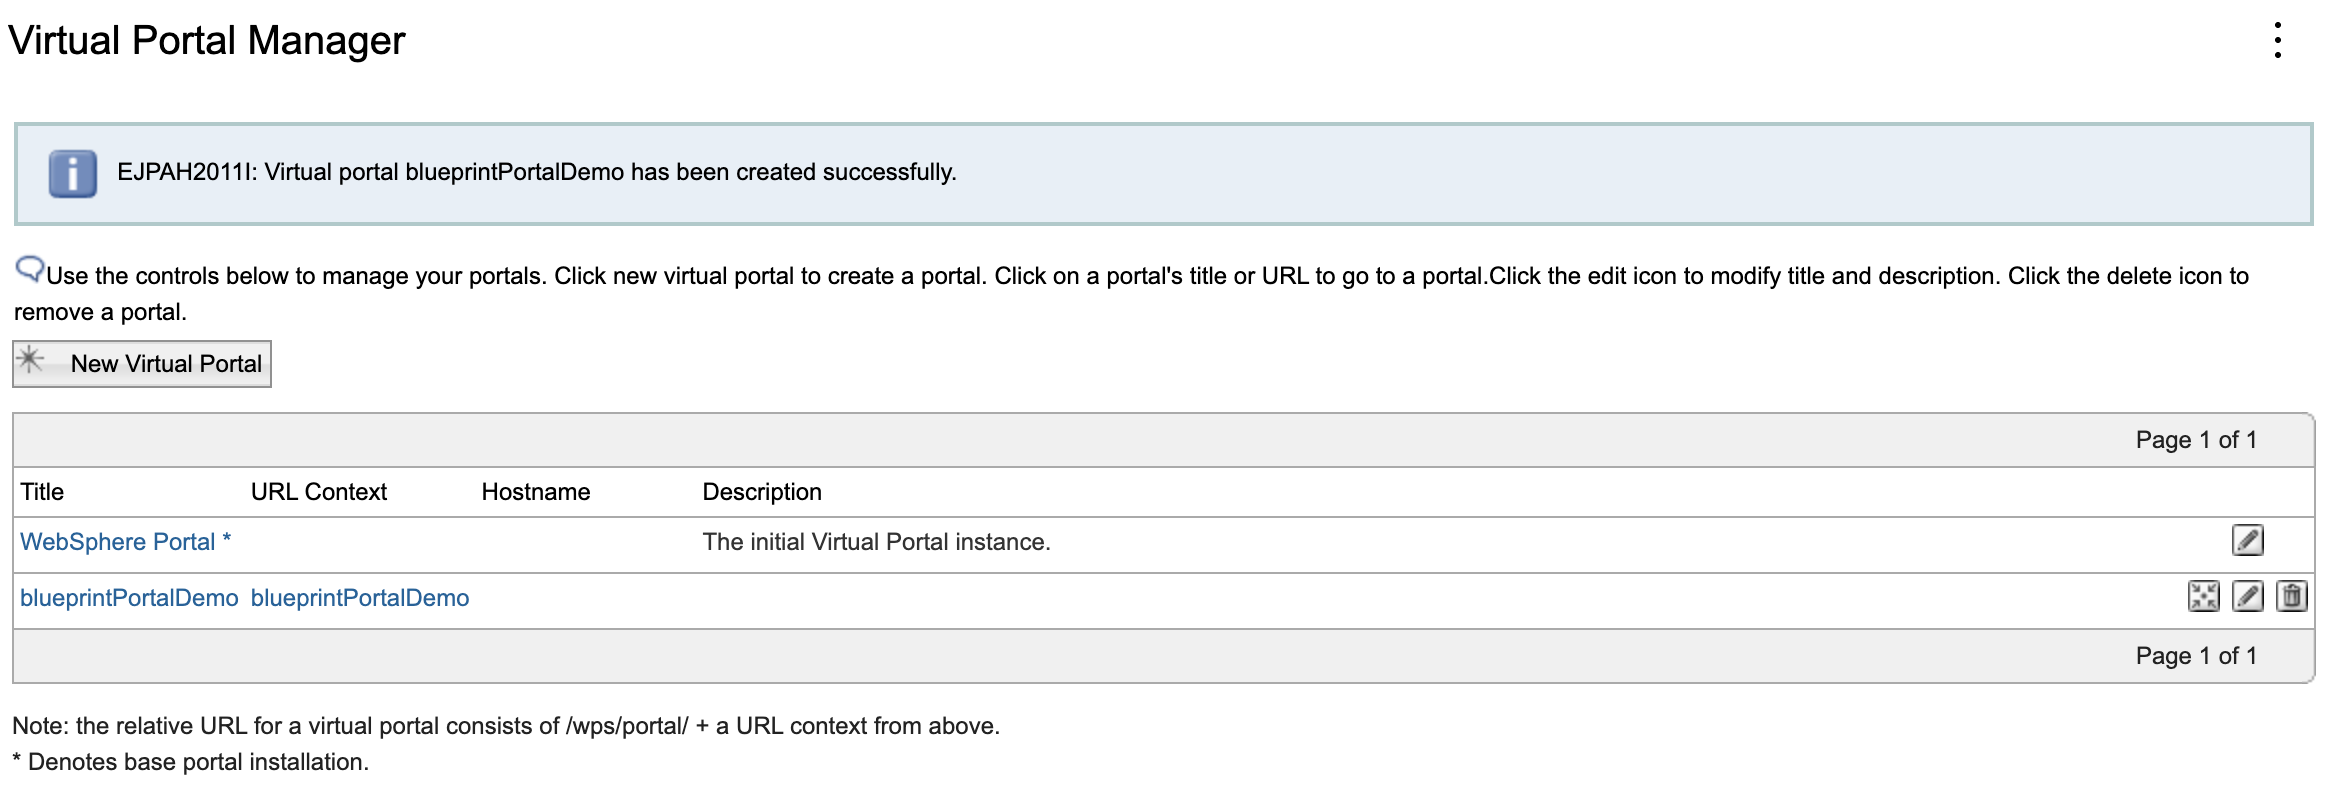 Virtual Portal Manager
EJPAH2011I: Virtual portal blueprintPortalDemo has been created successfully.
Use the controls below to manage your portals. Click new virtual portal to create a portal. Click on a portal's title or URL to go to a portal.Click the edit icon to modify title and description. Click the delete icon to
remove a portal.
New Virtual Portal
Page 1 of 1
Title URL Context Hostname Description
WebSphere Portal * The initial Virtual Portal instance.
blueprintPortalDemo blueprintPortalDemo
Page 1 of 1
Note: the relative URL for a virtual portal consists of /wps/portal/ + a URL context from above.
* Denotes base portal installation.